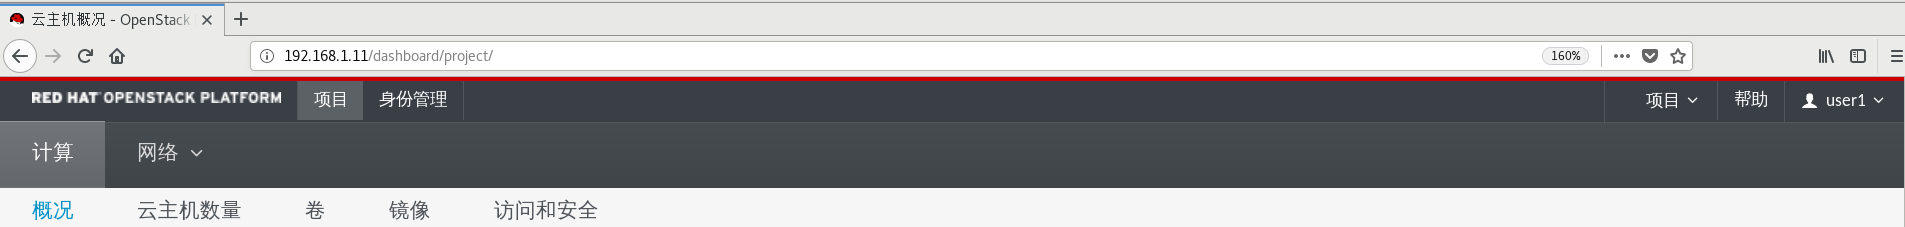 云主机概况 - OpenStack
192.168.1.11/dashboard/project/
160%
RED HAT OPENSTACK PLATFORM 项目 身份管理 项目 帮助 user1
计算 网络
概况 云主机数量 卷 镜像 访问和安全